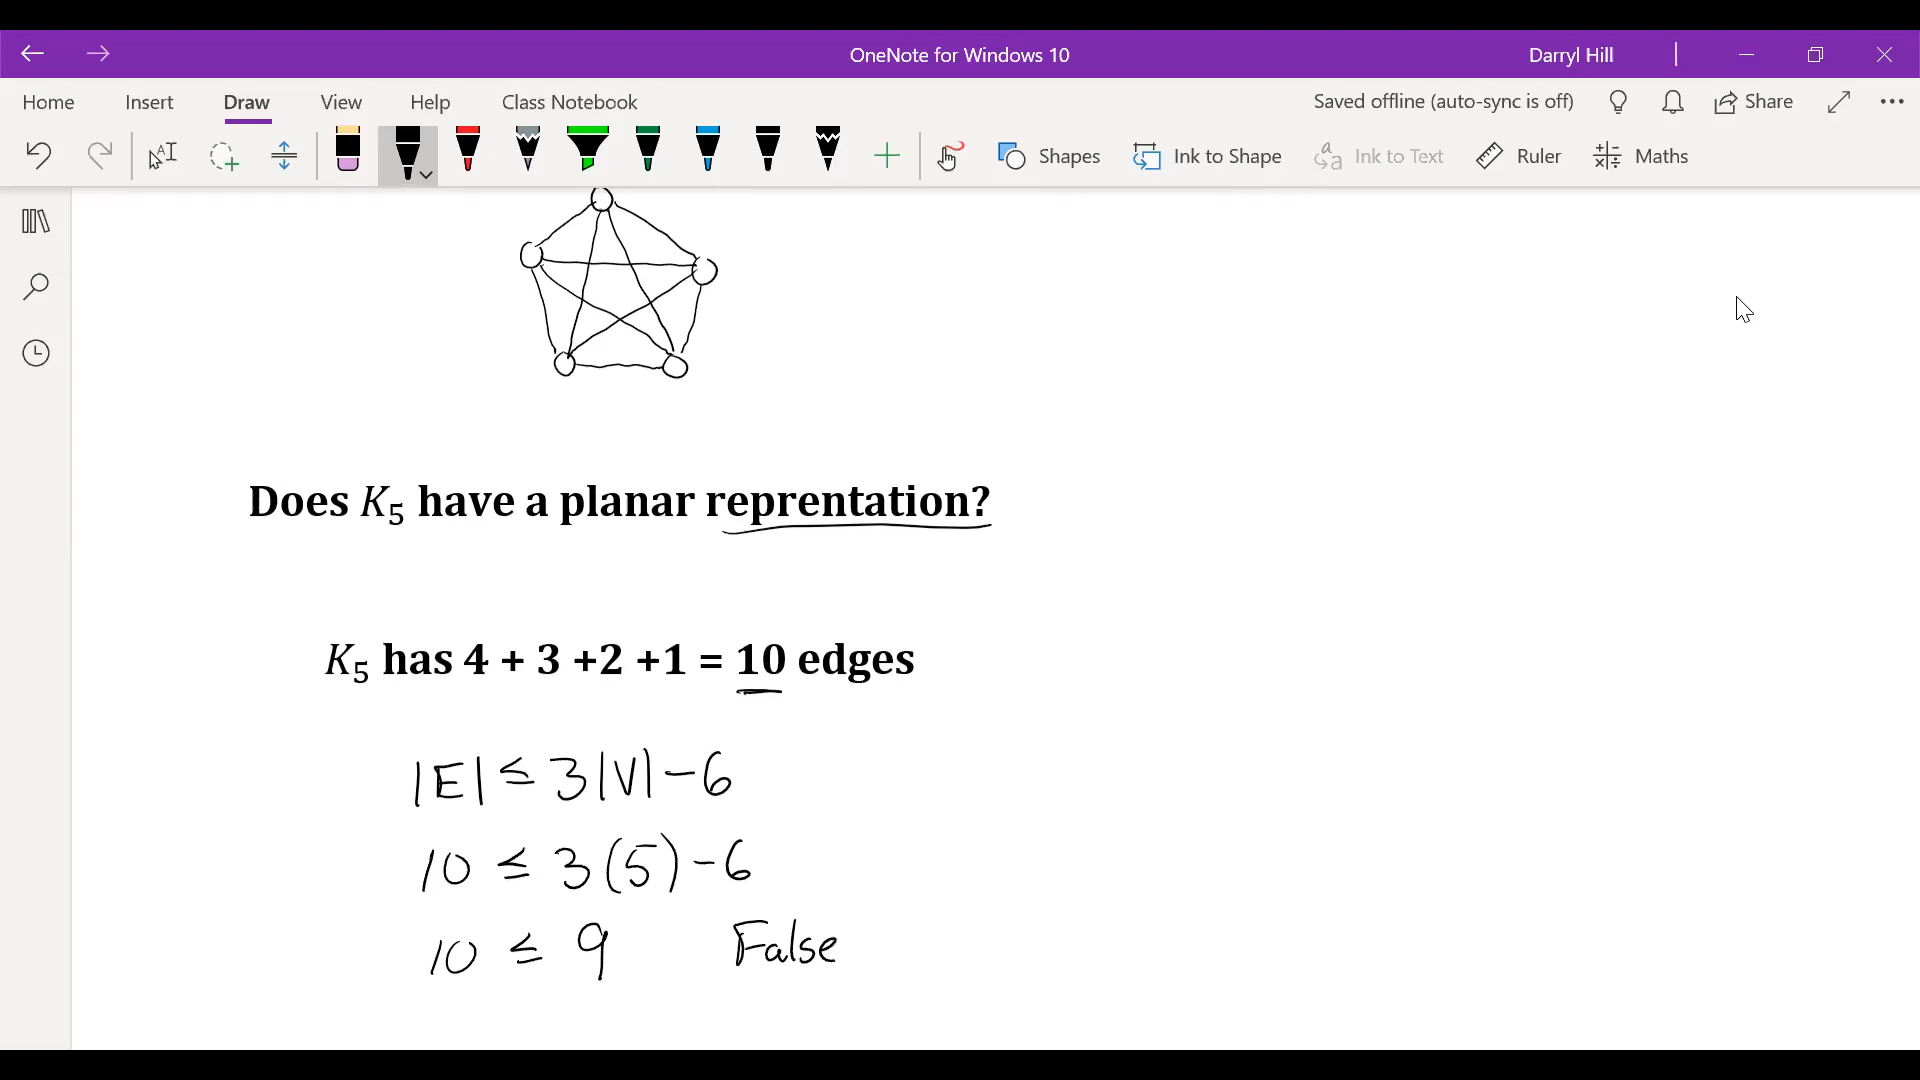 OneNote for Windows 10
Darryl Hill
Home Insert Draw View Help Class Notebook
Saved offline (auto-sync is off) Share
Shapes Ink to Shape Ink to Text Ruler Maths
Does K₅ have a planar reprentation?
K₅ has 4 + 3 +2 +1 = 10 edges
|E| ≤ 3|V| - 6
10 ≤ 3(5) - 6
10 ≤ 9 False